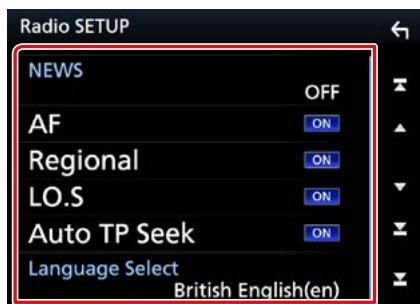 Radio SETUP
NEWS
OFF
AF ON
Regional ON
LO.S ON
Auto TP Seek ON
Language Select
British English(en)